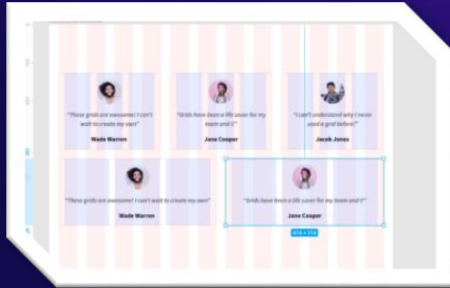 "These grids are awesome! I can't
wait to create my own"
Wade Warren
"Grids have been a life saver for my
team and I!"
Jane Cooper
"I can't understand why I never
used a grid before!"
Jacob Jones
"These grids are awesome! I can't wait to create my own"
Wade Warren
"Grids have been a life saver for my team and I!"
Jane Cooper